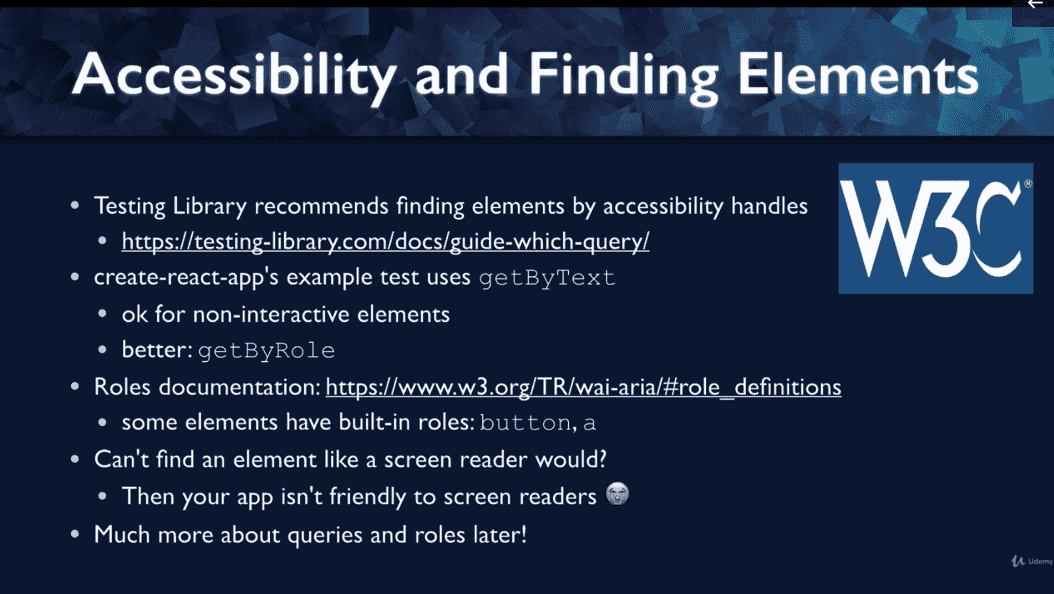 Accessibility and Finding Elements
W3C®
• Testing Library recommends finding elements by accessibility handles
• https://testing-library.com/docs/guide-which-query/
• create-react-app's example test uses getByText
• ok for non-interactive elements
• better: getByRole
• Roles documentation: https://www.w3.org/TR/wai-aria/#role_definitions
• some elements have built-in roles: button, a
• Can't find an element like a screen reader would?
• Then your app isn't friendly to screen readers 😭
• Much more about queries and roles later!
Udemy